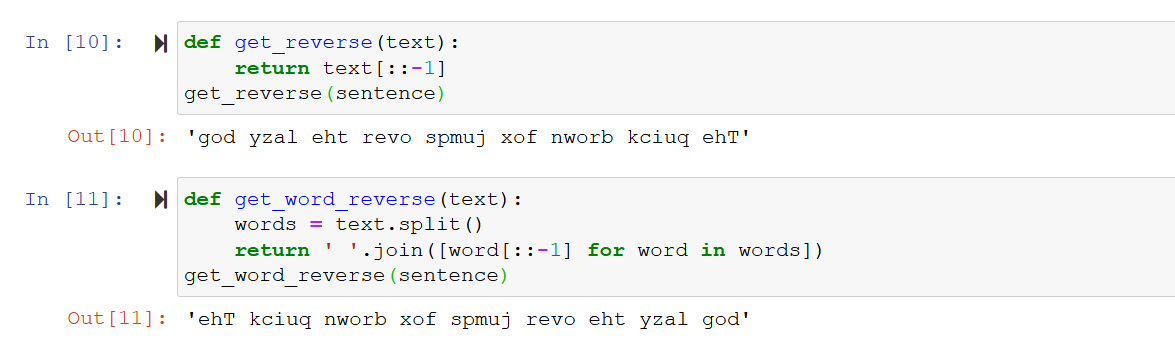 In [10]: def get_reverse(text):
    return text[::-1]
get_reverse(sentence)
Out[10]: 'god yzal eht revo spmuj xof nworb kciuq ehT'
In [11]: def get_word_reverse(text):
    words = text.split()
    return ' '.join([word[::-1] for word in words])
get_word_reverse(sentence)
Out[11]: 'ehT kciuq nworb xof spmuj revo eht yzal god'